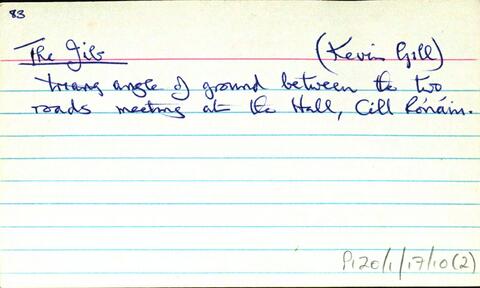 83
The Jib (Kevin Gill)
triang angle of ground between the two
roads meeting at the Hall, Cill Rónáin.
P120/1/17/10(2)